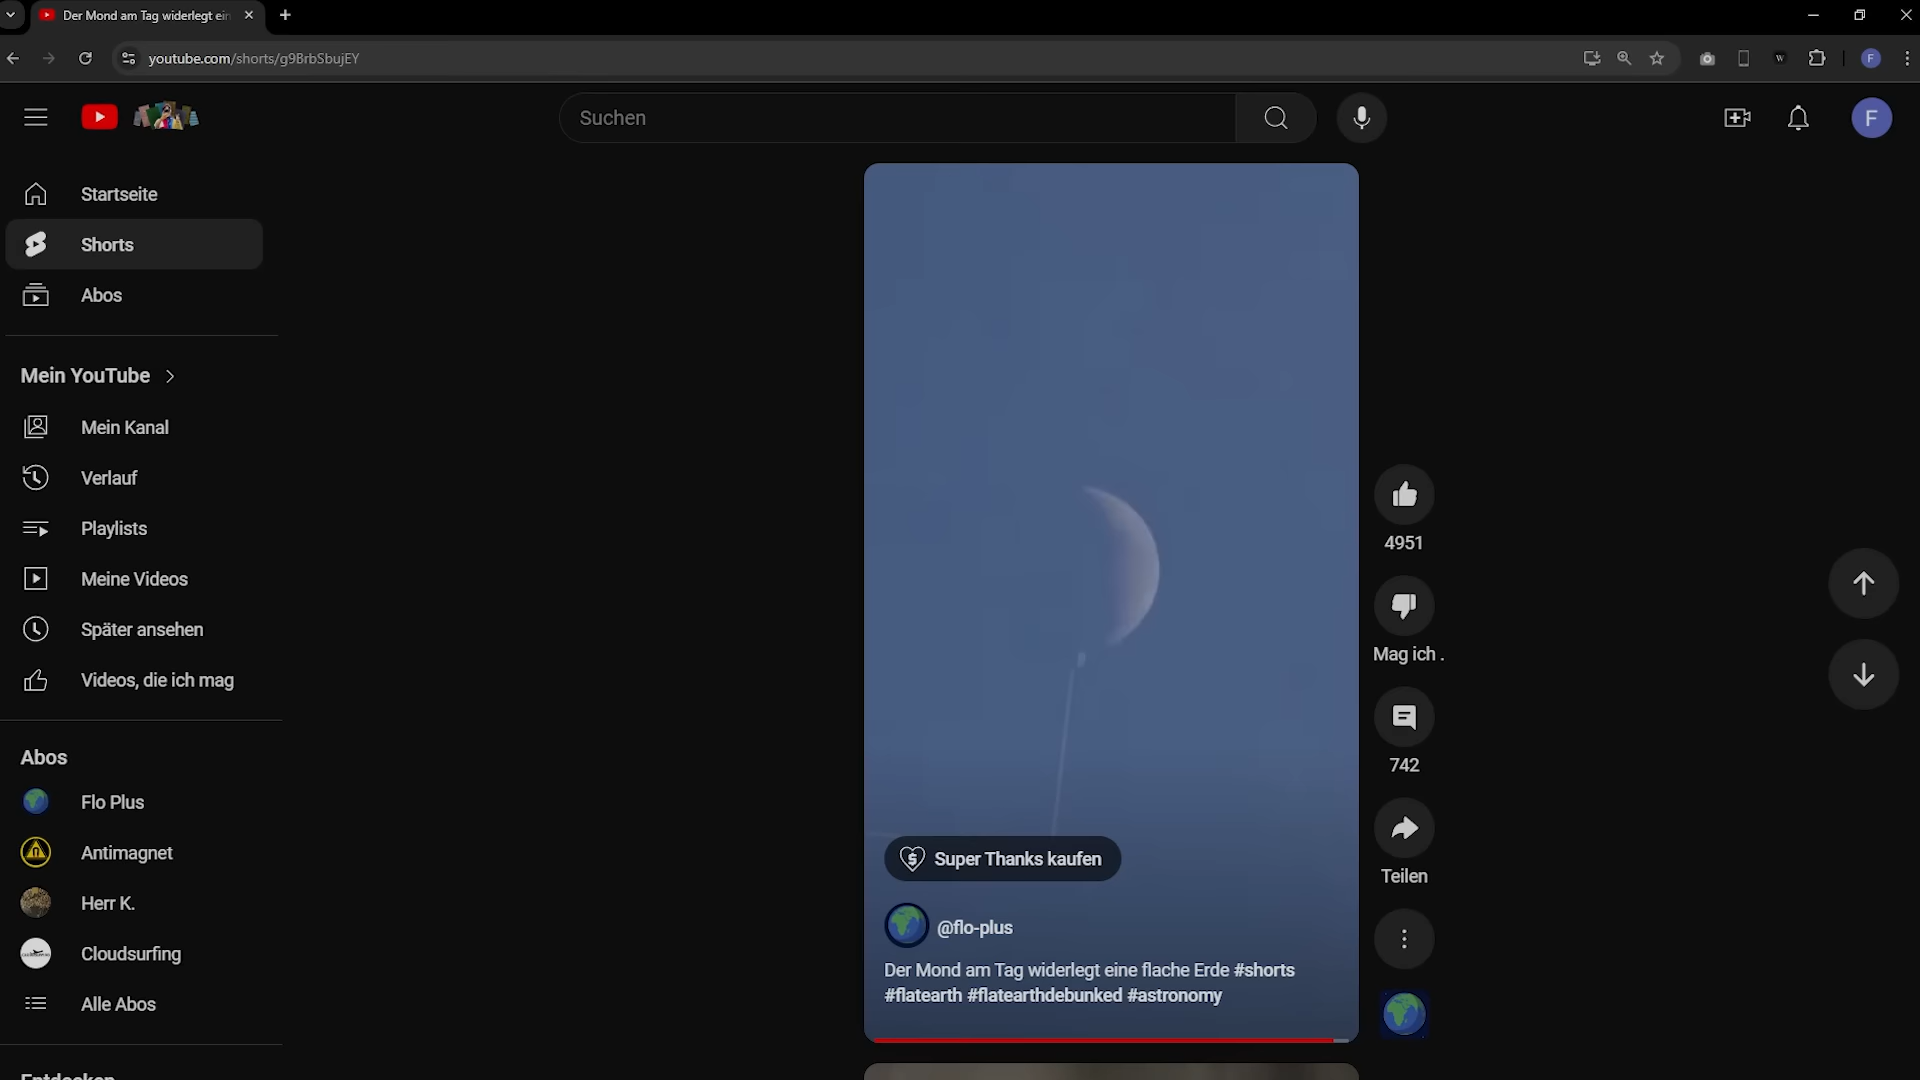 Der Mond am Tag widerlegt ein
youtube.com/shorts/g9BrbSbujEY
W
F
Suchen
F
Startseite
Shorts
Abos
Mein YouTube
Mein Kanal
Verlauf
Playlists
Meine Videos
Später ansehen
Videos, die ich mag
Abos
Flo Plus
Antimagnet
Herr K.
Cloudsurfing
Alle Abos
Entdecken
4951
Mag ich .
742
Teilen
Super Thanks kaufen
@flo-plus
Der Mond am Tag widerlegt eine flache Erde #shorts
#flatearth #flatearthdebunked #astronomy